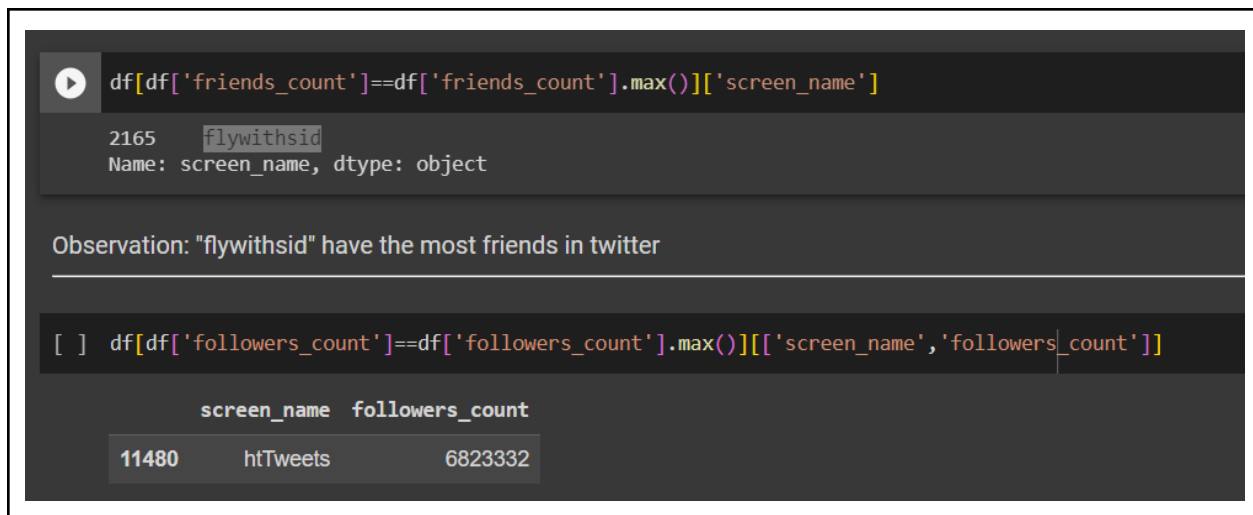 df[df['friends_count']==df['friends_count'].max()]['screen_name']
2165 flywithsid
Name: screen_name, dtype: object
Observation: "flywithsid" have the most friends in twitter
[ ] df[df['followers_count']==df['followers_count'].max()][['screen_name','followers_count']]
screen_name followers_count
11480 htTweets 6823332